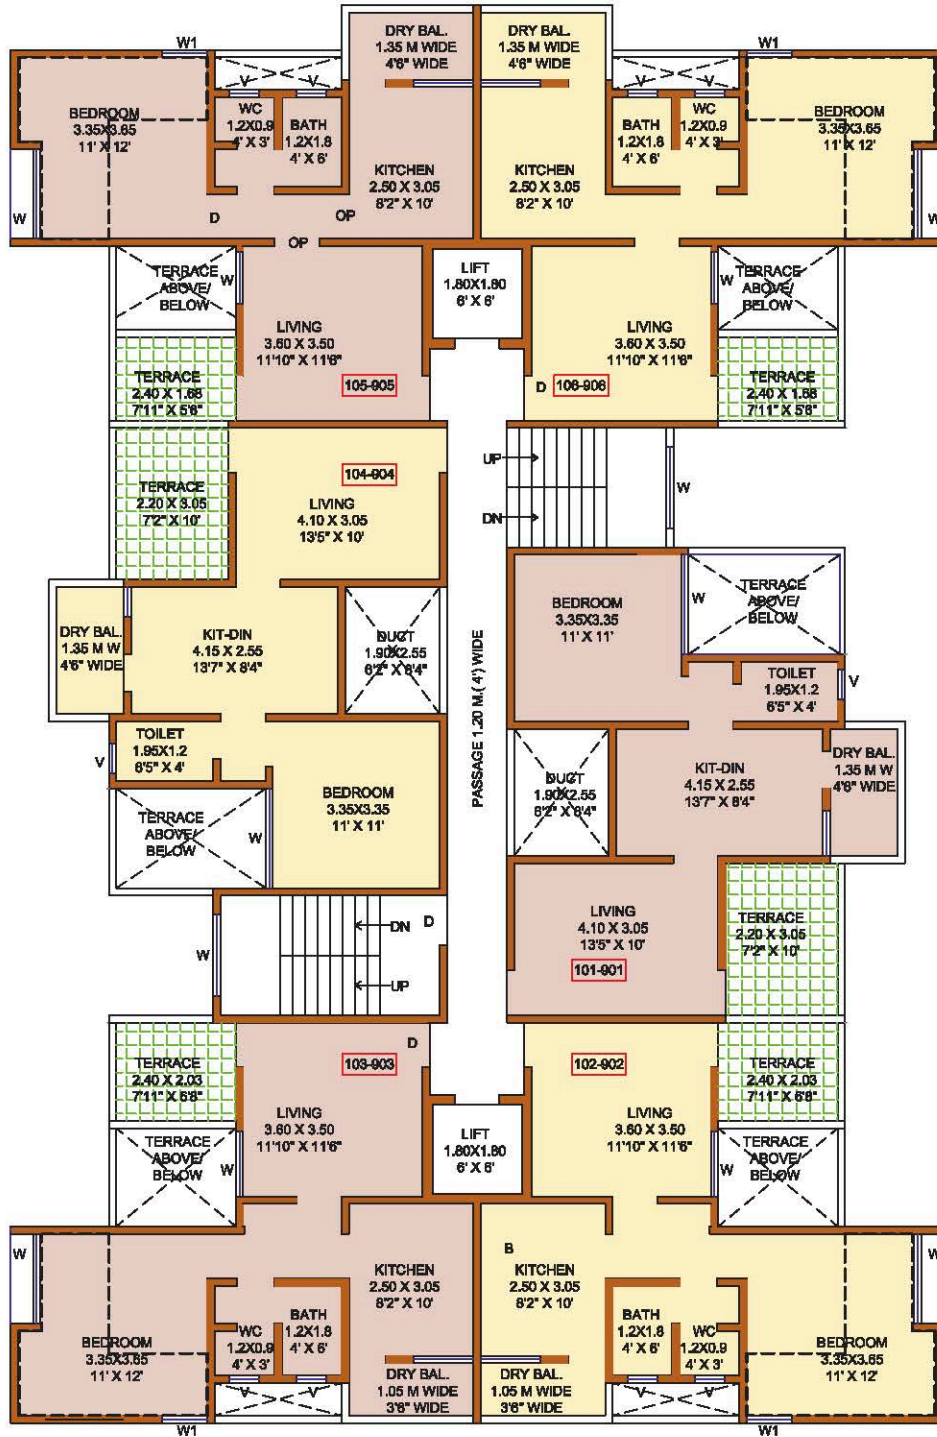 W1
W1
DRY BAL.
1.35 M WIDE
4'6" WIDE
DRY BAL.
1.35 M WIDE
4'6" WIDE
V
V
V
V
BEDROOM
3.35X3.65
11' X 12'
WC
1.2X0.9
4' X 3'
BATH
1.2X1.8
4' X 6'
KITCHEN
2.50 X 3.05
8'2" X 10'
KITCHEN
2.50 X 3.05
8'2" X 10'
BATH
1.2X1.8
4' X 6'
WC
1.2X0.9
4' X 3'
BEDROOM
3.35X3.65
11' X 12'
W
D
OP
OP
W
TERRACE
ABOVE/
BELOW
W
LIFT
1.80X1.80
6' X 6'
W
TERRACE
ABOVE/
BELOW
LIVING
3.60 X 3.50
11'10" X 11'6"
LIVING
3.60 X 3.50
11'10" X 11'6"
TERRACE
2.40 X 1.68
7'11" X 5'6"
105-905
D
106-906
TERRACE
2.40 X 1.68
7'11" X 5'6"
104-904
UP
DN
W
TERRACE
2.20 X 3.05
7'2" X 10'
LIVING
4.10 X 3.05
13'5" X 10'
BEDROOM
3.35X3.35
11' X 11'
W
TERRACE
ABOVE/
BELOW
DRY BAL.
1.35 M W
4'6" WIDE
KIT-DIN
4.15 X 2.55
13'7" X 8'4"
DUCT
1.90X2.55
6'2" X 8'4"
PASSAGE 1.20 M.( 4') WIDE
TOILET
1.95X1.2
6'5" X 4'
V
TOILET
1.95X1.2
6'5" X 4'
V
BEDROOM
3.35X3.35
11' X 11'
DUCT
1.90X2.55
6'2" X 8'4"
KIT-DIN
4.15 X 2.55
13'7" X 8'4"
DRY BAL.
1.35 M W
4'6" WIDE
TERRACE
ABOVE/
BELOW
W
LIVING
4.10 X 3.05
13'5" X 10'
TERRACE
2.20 X 3.05
7'2" X 10'
101-901
W
DN
D
UP
TERRACE
2.40 X 2.03
7'11" X 6'8"
103-903
D
102-902
TERRACE
2.40 X 2.03
7'11" X 6'8"
LIVING
3.60 X 3.50
11'10" X 11'6"
LIVING
3.60 X 3.50
11'10" X 11'6"
TERRACE
ABOVE/
BELOW
W
LIFT
1.80X1.80
6' X 6'
W
TERRACE
ABOVE/
BELOW
W
B
W
BEDROOM
3.35X3.65
11' X 12'
WC
1.2X0.9
4' X 3'
BATH
1.2X1.8
4' X 6'
KITCHEN
2.50 X 3.05
8'2" X 10'
KITCHEN
2.50 X 3.05
8'2" X 10'
BATH
1.2X1.8
4' X 6'
WC
1.2X0.9
4' X 3'
BEDROOM
3.35X3.65
11' X 12'
DRY BAL.
1.05 M WIDE
3'6" WIDE
DRY BAL.
1.05 M WIDE
3'6" WIDE
V
V
V
V
W1
W1